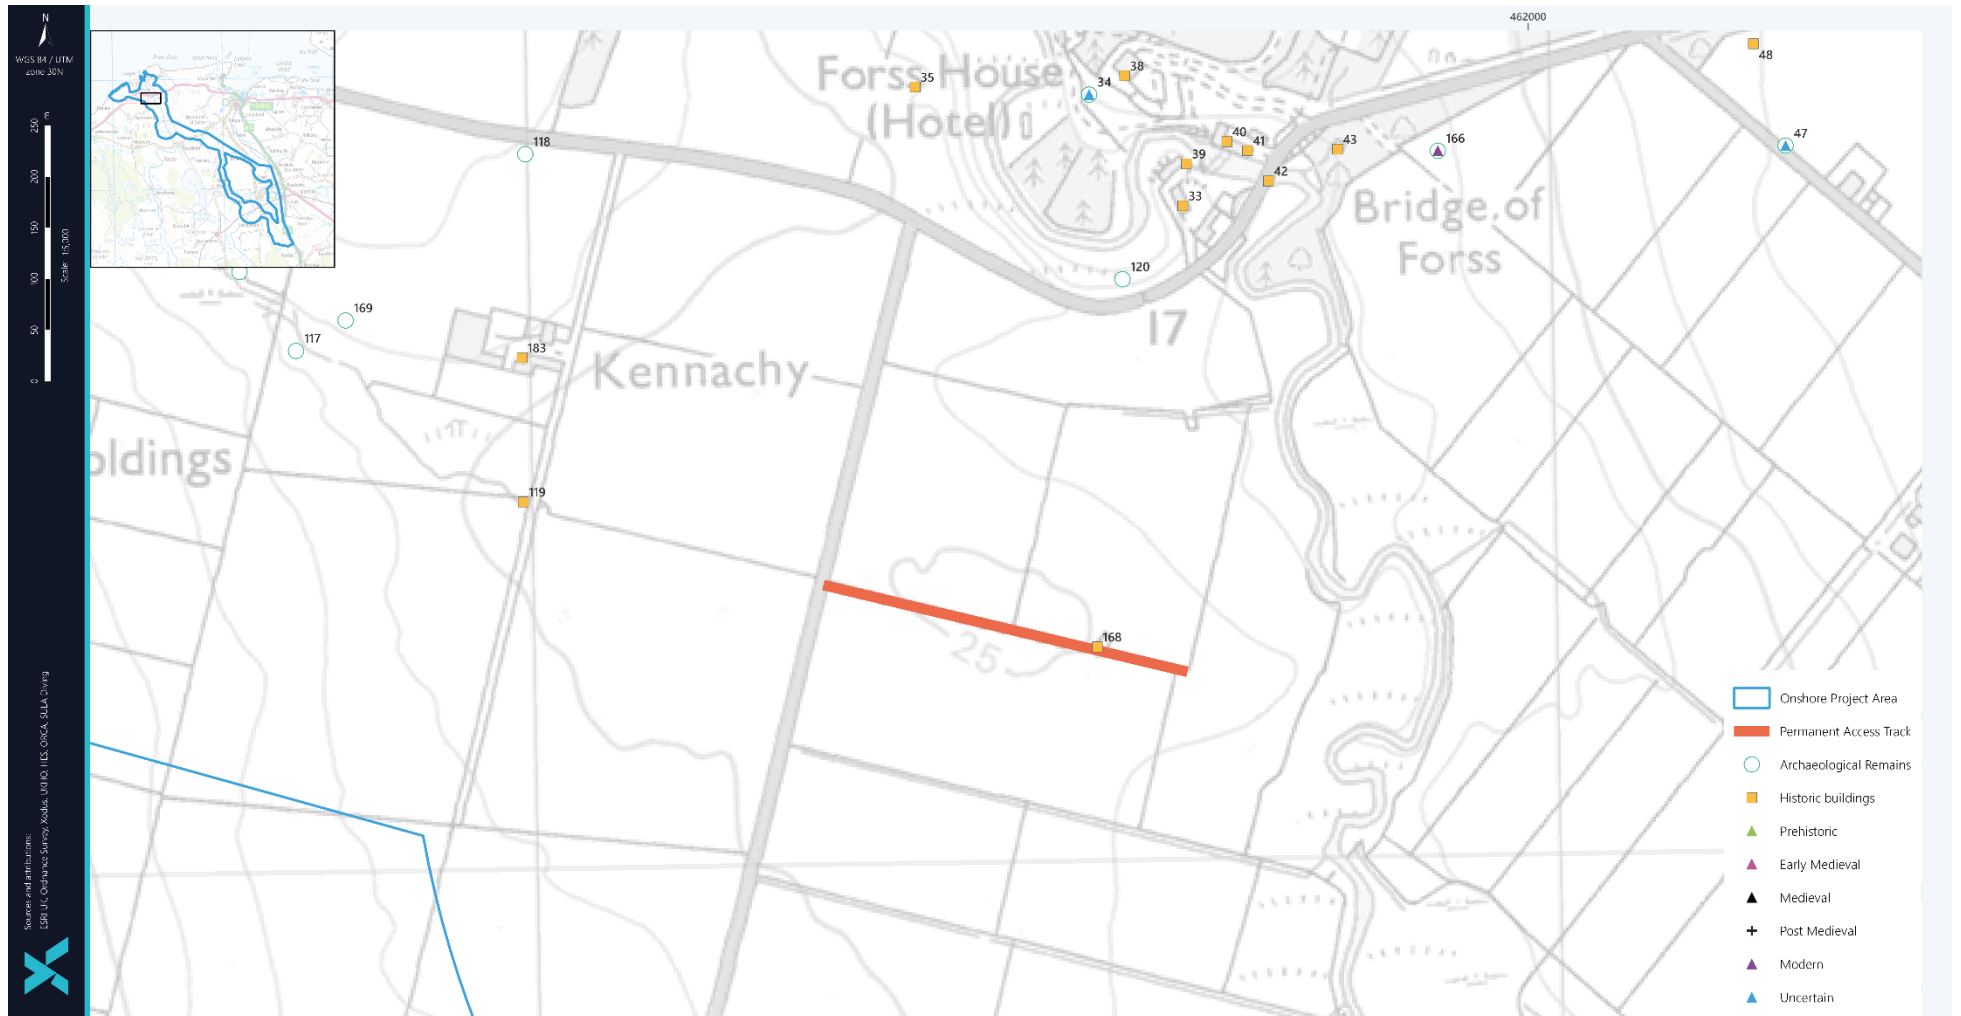 N
WGS 84 / UTM
zone 30N
m
250
200
150
100
50
0
Scale: 1:5,000
Sources and attributions:
ESRI UK, Ordnance Survey, Xodus, UKHO, HES, ORCA, SULA Diving
462000
Forss House
(Hotel)
35
38
34
48
118
40
41
39
43
166
47
42
33
Bridge of
Forss
120
169
117
17
183
Kennachy
oldings
119
168
25
Onshore Project Area
Permanent Access Track
Archaeological Remains
Historic buildings
Prehistoric
Early Medieval
Medieval
Post Medieval
Modern
Uncertain